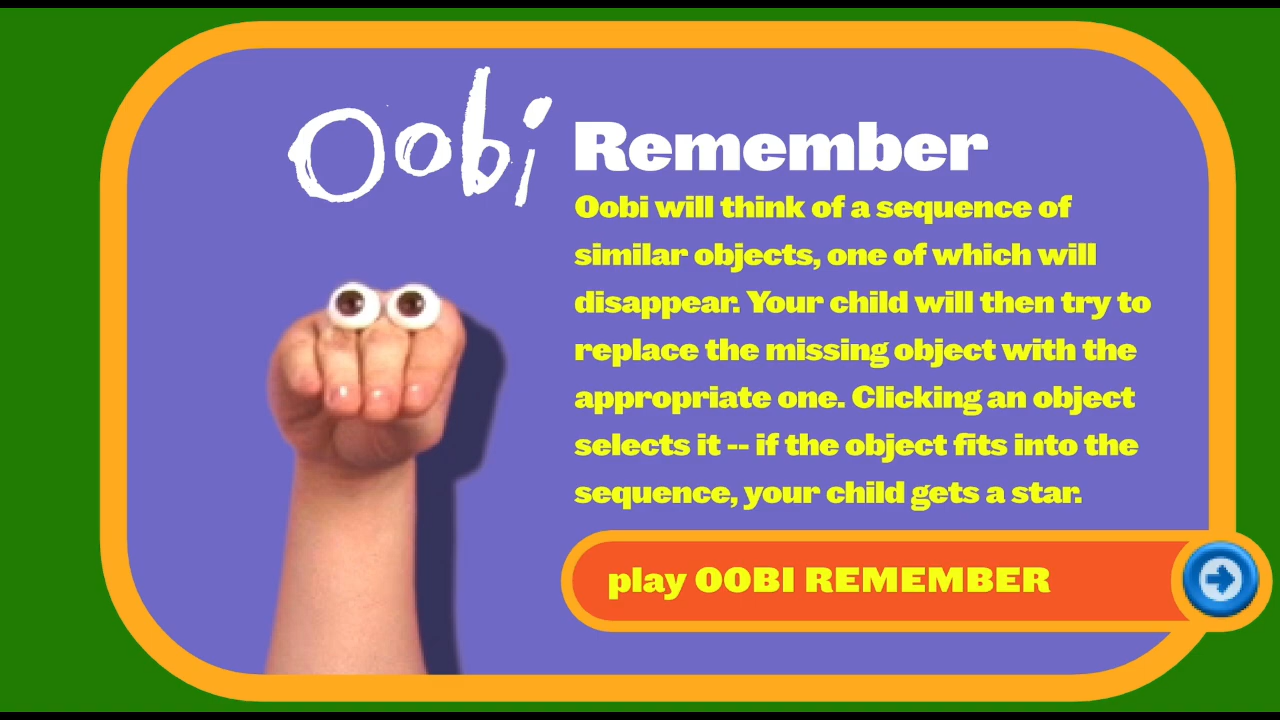 Oobi Remember
Oobi will think of a sequence of
similar objects, one of which will
disappear. Your child will then try to
replace the missing object with the
appropriate one. Clicking an object
selects it -- if the object fits into the
sequence, your child gets a star.
play OOBI REMEMBER